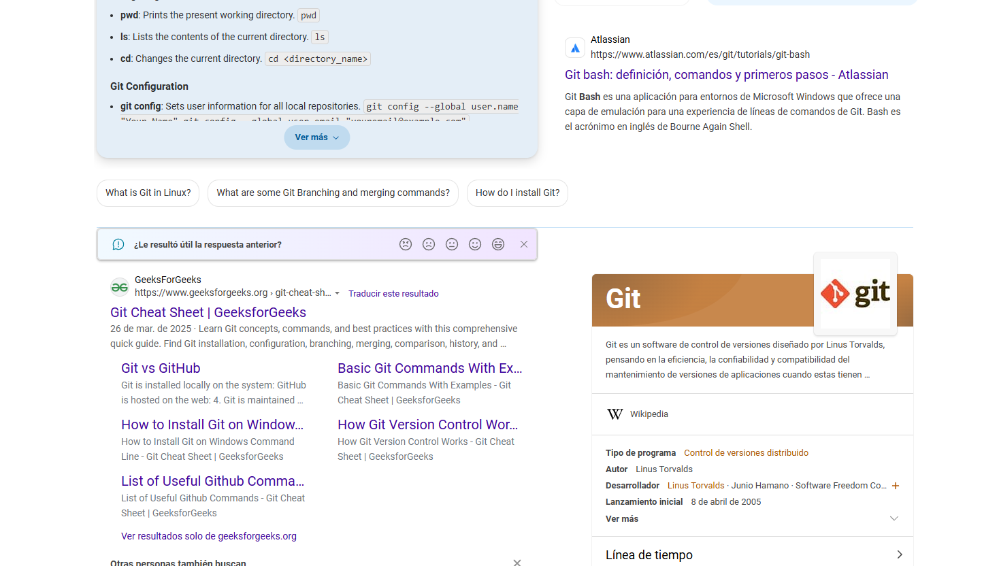 pwd: Prints the present working directory. pwd
ls: Lists the contents of the current directory. ls
cd: Changes the current directory. cd <directory_name>
Git Configuration
git config: Sets user information for all local repositories. git config --global user.name
"Your Name" git config --global user.email "youremail@example.com"
Ver más
Atlassian
https://www.atlassian.com/es/git/tutorials/git-bash
Git bash: definición, comandos y primeros pasos - Atlassian
Git Bash es una aplicación para entornos de Microsoft Windows que ofrece una
capa de emulación para una experiencia de líneas de comandos de Git. Bash es
el acrónimo en inglés de Bourne Again Shell.
What is Git in Linux?
What are some Git Branching and merging commands?
How do I install Git?
¿Le resultó útil la respuesta anterior?
GeeksForGeeks
https://www.geeksforgeeks.org › git-cheat-sh...
Traducir este resultado
Git Cheat Sheet | GeeksforGeeks
26 de mar. de 2025 · Learn Git concepts, commands, and best practices with this comprehensive
quick guide. Find Git installation, configuration, branching, merging, comparison, history, and ...
Git vs GitHub
Git is installed locally on the system: GitHub
is hosted on the web: 4. Git is maintained ...
Basic Git Commands With Ex...
Basic Git Commands With Examples - Git
Cheat Sheet | GeeksforGeeks
How to Install Git on Window...
How to Install Git on Windows Command
Line - Git Cheat Sheet | GeeksforGeeks
How Git Version Control Wor...
How Git Version Control Works - Git Cheat
Sheet | GeeksforGeeks
List of Useful Github Comma...
List of Useful Github Commands - Git Cheat
Sheet | GeeksforGeeks
Ver resultados solo de geeksforgeeks.org
Otras personas también buscan
Git
git
Git es un software de control de versiones diseñado por Linus Torvalds,
pensando en la eficiencia, la confiabilidad y compatibilidad del
mantenimiento de versiones de aplicaciones cuando estas tienen ...
W Wikipedia
Tipo de programa Control de versiones distribuido
Autor Linus Torvalds
Desarrollador Linus Torvalds · Junio Hamano · Software Freedom Co... +
Lanzamiento inicial 8 de abril de 2005
Ver más
Línea de tiempo